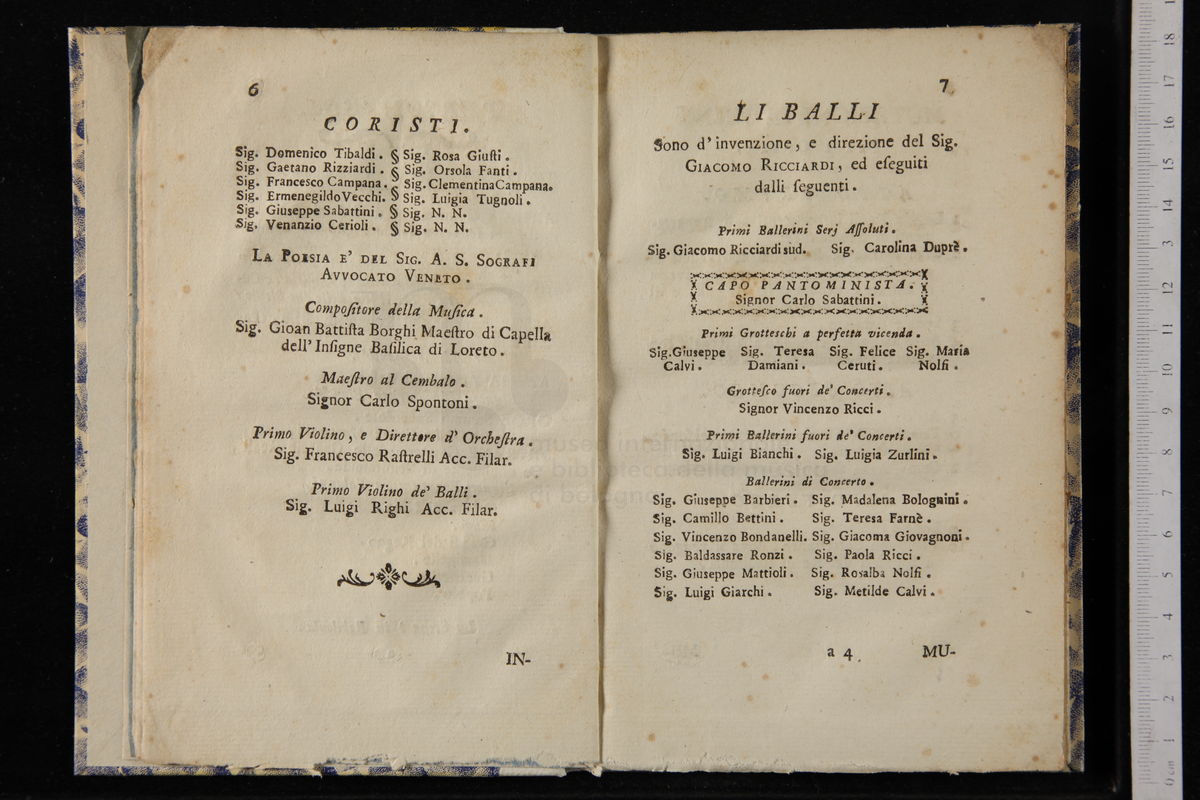 6
CORISTI.
Sig. Domenico Tibaldi. § Sig. Rosa Giuſti.
Sig. Gaetano Rizziardi. § Sig. Orsola Fanti.
Sig. Francesco Campana. § Sig. Clementina Campana.
Sig. Ermenegildo Vecchi. § Sig. Luigia Tugnoli.
Sig. Giuseppe Sabattini. § Sig. N. N.
Sig. Venanzio Cerioli. § Sig. N. N.
LA POESIA E' DEL SIG. A. S. SOGRAFI
AVVOCATO VENETO.
Compoſitore della Muſica.
Sig. Gioan Battiſta Borghi Maeſtro di Capella
dell' Inſigne Baſilica di Loreto.
Maeſtro al Cembalo.
Signor Carlo Spontoni.
Primo Violino, e Direttore d' Orcheſtra.
Sig. Francesco Raſtrelli Acc. Filar.
Primo Violino de' Balli.
Sig. Luigi Righi Acc. Filar.
IN-
7
LI BALLI
Sono d' invenzione, e direzione del Sig.
GIACOMO RICCIARDI, ed eſeguiti
dalli ſeguenti.
Primi Ballerini Serj Aſſoluti.
Sig. Giacomo Ricciardi sud. Sig. Carolina Duprè.
CAPO PANTOMINISTA.
Signor Carlo Sabattini.
Primi Grotteschi a perfetta vicenda.
Sig. Giuseppe Sig. Teresa Sig. Felice Sig. Maria
Calvi. Damiani. Ceruti. Nolfi.
Grotteſco fuori de' Concerti.
Signor Vincenzo Ricci.
Primi Ballerini fuori de' Concerti.
Sig. Luigi Bianchi. Sig. Luigia Zurlini.
Ballerini di Concerto.
Sig. Giuseppe Barbieri. Sig. Madalena Bolognini.
Sig. Camillo Bettini. Sig. Teresa Farnè.
Sig. Vincenzo Bondanelli. Sig. Giacoma Giovagnoni.
Sig. Baldassare Ronzi. Sig. Paola Ricci.
Sig. Giuseppe Mattioli. Sig. Rosalba Nolfi.
Sig. Luigi Giarchi. Sig. Metilde Calvi.
a 4 MU-